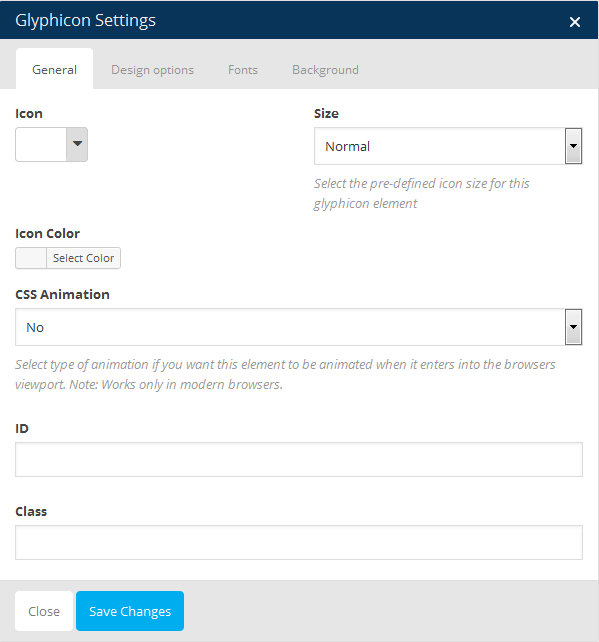 Glyphicon Settings
General Design options Fonts Background
Icon Size
Normal
Select the pre-defined icon size for this
glyphicon element
Icon Color
Select Color
CSS Animation
No
Select type of animation if you want this element to be animated when it enters into the browsers
viewport. Note: Works only in modern browsers.
ID
Class
Close Save Changes